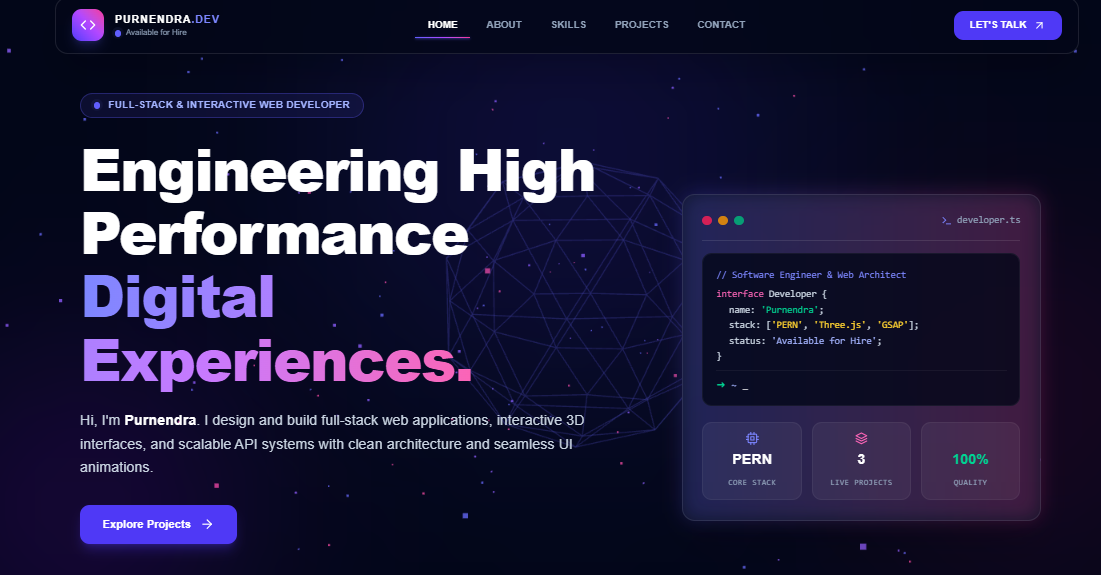 PURNENDRA.DEV
Available for Hire
HOME
ABOUT
SKILLS
PROJECTS
CONTACT
LET'S TALK
FULL-STACK & INTERACTIVE WEB DEVELOPER
Engineering High
Performance
Digital
Experiences.
Hi, I'm Purnendra. I design and build full-stack web applications, interactive 3D
interfaces, and scalable API systems with clean architecture and seamless UI
animations.
Explore Projects →
>_ developer.ts
// Software Engineer & Web Architect
interface Developer {
name: 'Purnendra';
stack: ['PERN', 'Three.js', 'GSAP'];
status: 'Available for Hire';
}
→ ~ _
PERN
CORE STACK
3
LIVE PROJECTS
100%
QUALITY